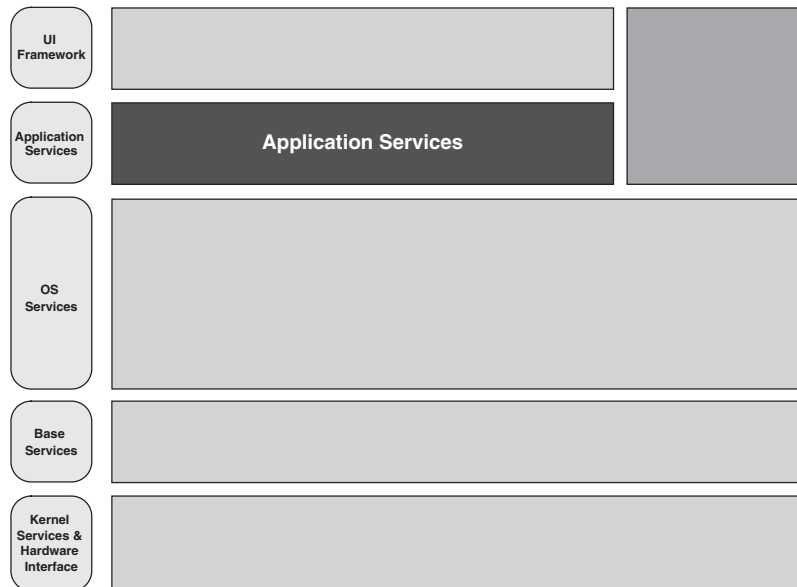 UI
Framework
Application
Services
Application Services
OS
Services
Base
Services
Kernel
Services &
Hardware
Interface